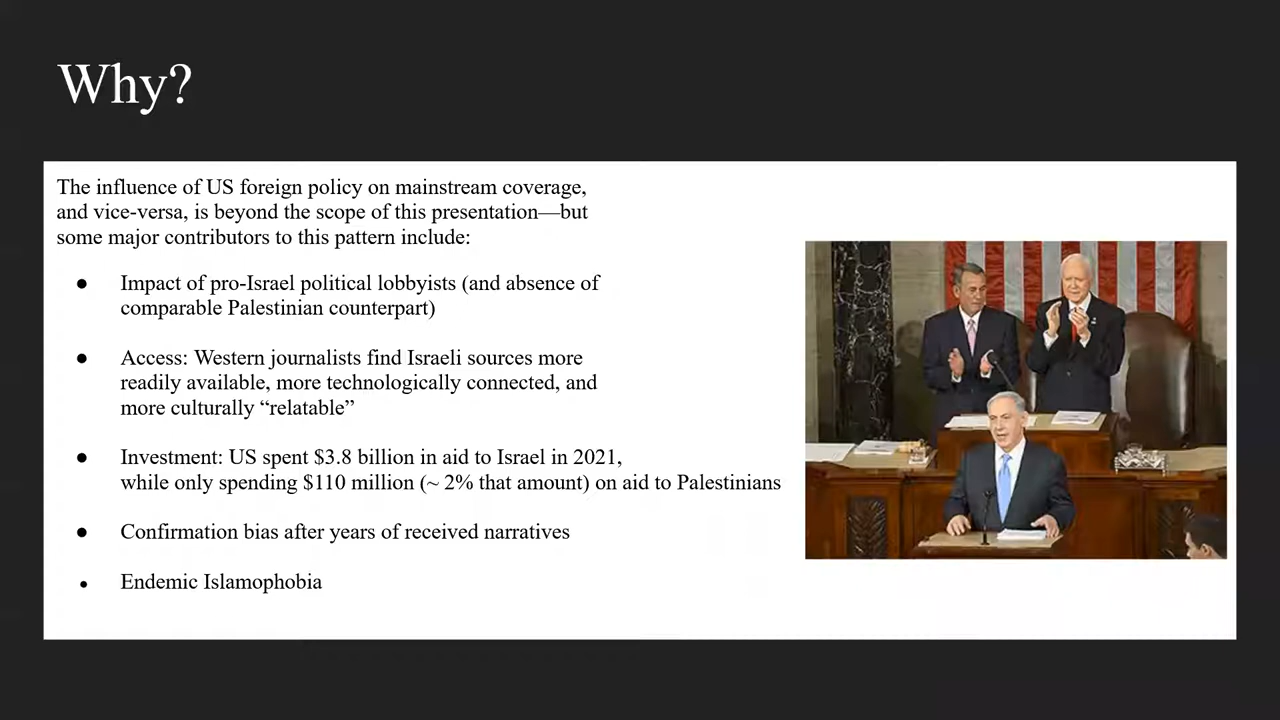 Why?
The influence of US foreign policy on mainstream coverage,
and vice-versa, is beyond the scope of this presentation—but
some major contributors to this pattern include:
● Impact of pro-Israel political lobbyists (and absence of
comparable Palestinian counterpart)
● Access: Western journalists find Israeli sources more
readily available, more technologically connected, and
more culturally “relatable”
● Investment: US spent $3.8 billion in aid to Israel in 2021,
while only spending $110 million (~ 2% that amount) on aid to Palestinians
● Confirmation bias after years of received narratives
● Endemic Islamophobia